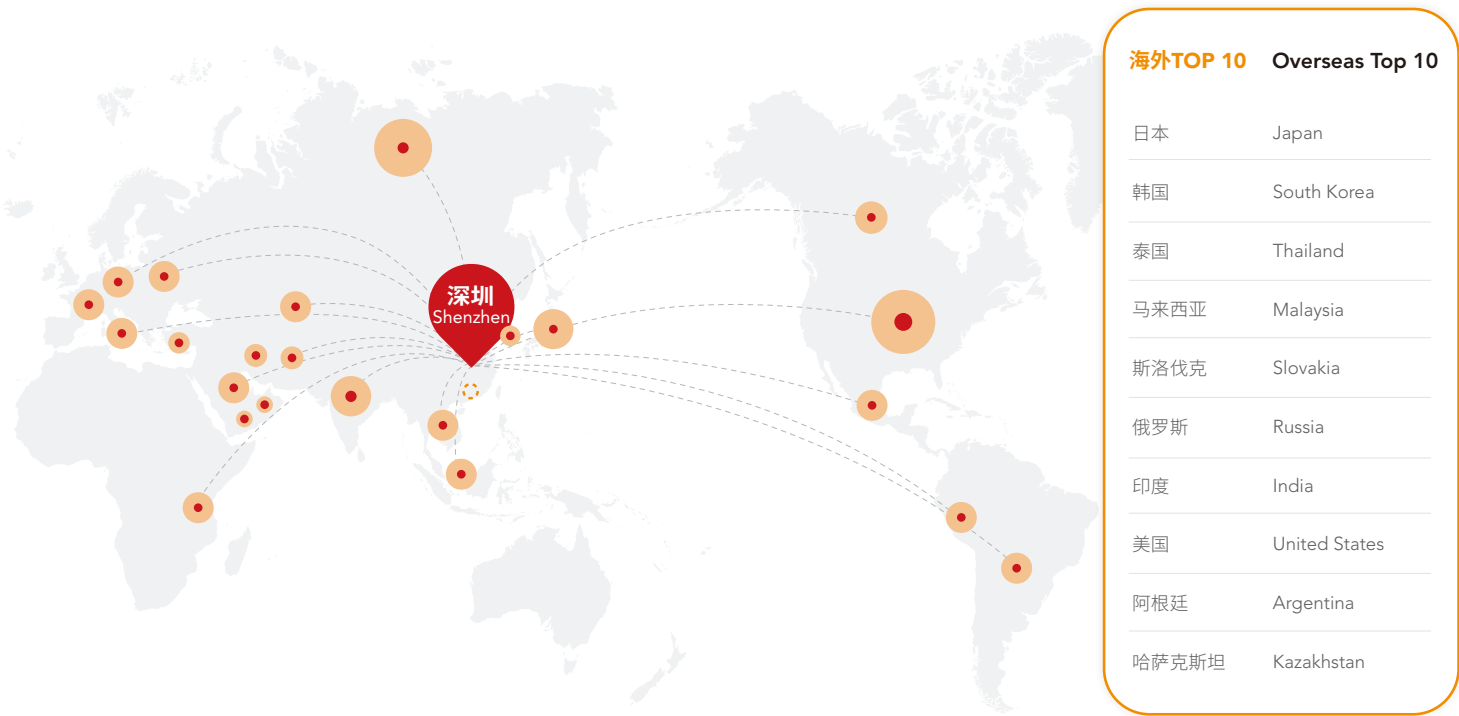 深圳
Shenzhen
海外TOP 10 Overseas Top 10
日本 Japan
韩国 South Korea
泰国 Thailand
马来西亚 Malaysia
斯洛伐克 Slovakia
俄罗斯 Russia
印度 India
美国 United States
阿根廷 Argentina
哈萨克斯坦 Kazakhstan